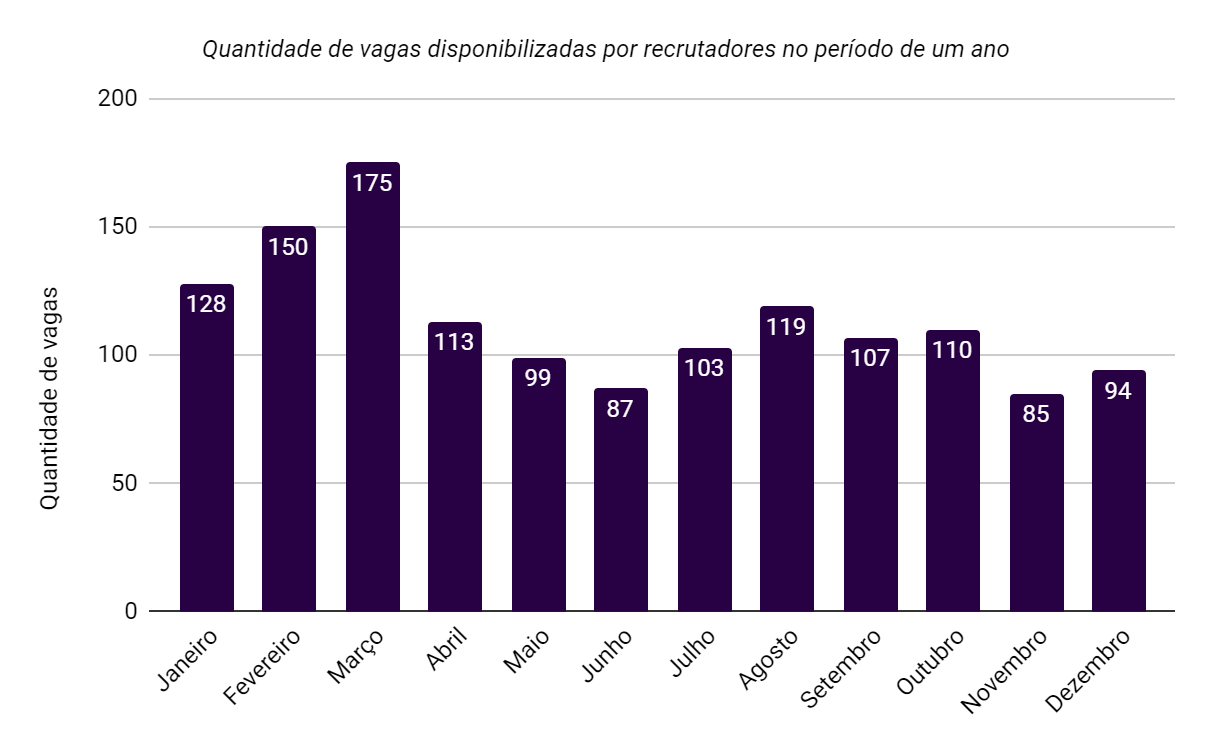 Quantidade de vagas disponibilizadas por recrutadores no período de um ano
200
150
100
50
0
Quantidade de vagas
128
150
175
113
99
87
103
119
107
110
85
94
Janeiro
Fevereiro
Março
Abril
Maio
Junho
Julho
Agosto
Setembro
Outubro
Novembro
Dezembro